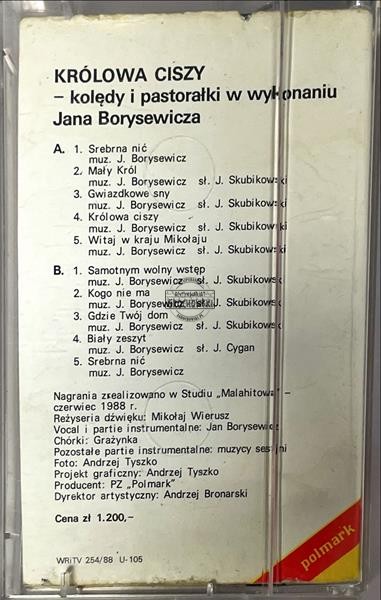 KRÓLOWA CISZY
– kolędy i pastorałki w wykonaniu
Jana Borysewicza
A. 1. Srebrna nić
muz. J. Borysewicz
2. Mały Król
muz. J. Borysewicz sł. J. Skubikowski
3. Gwiazdkowe sny
muz. J. Borysewicz sł. J. Skubikowski
4. Królowa ciszy
muz. J. Borysewicz sł. J. Skubikowski
5. Witaj w kraju Mikołaju
muz. J. Borysewicz sł. J. Skubikowski
B. 1. Samotnym wolny wstęp
muz. J. Borysewicz sł. J. Skubikowski
2. Kogo nie ma
muz. J. Borysewicz sł. J. Skubikowski
3. Gdzie Twój dom
muz. J. Borysewicz sł. J. Skubikowski
4. Biały zeszyt
muz. J. Borysewicz sł. J. Cygan
5. Srebrna nić
muz. J. Borysewicz
Nagrania zrealizowano w Studiu „Malahitowa” –
czerwiec 1988 r.
Reżyseria dźwięku: Mikołaj Wierusz
Vocal i partie instrumentalne: Jan Borysewicz
Chórki: Grażynka
Pozostałe partie instrumentalne: muzycy sesyjni
Foto: Andrzej Tyszko
Projekt graficzny: Andrzej Tyszko
Producent: PZ „Polmark”
Dyrektor artystyczny: Andrzej Bronarski
Cena zł 1.200,–
WRiTV 254/88 U-105
polmark